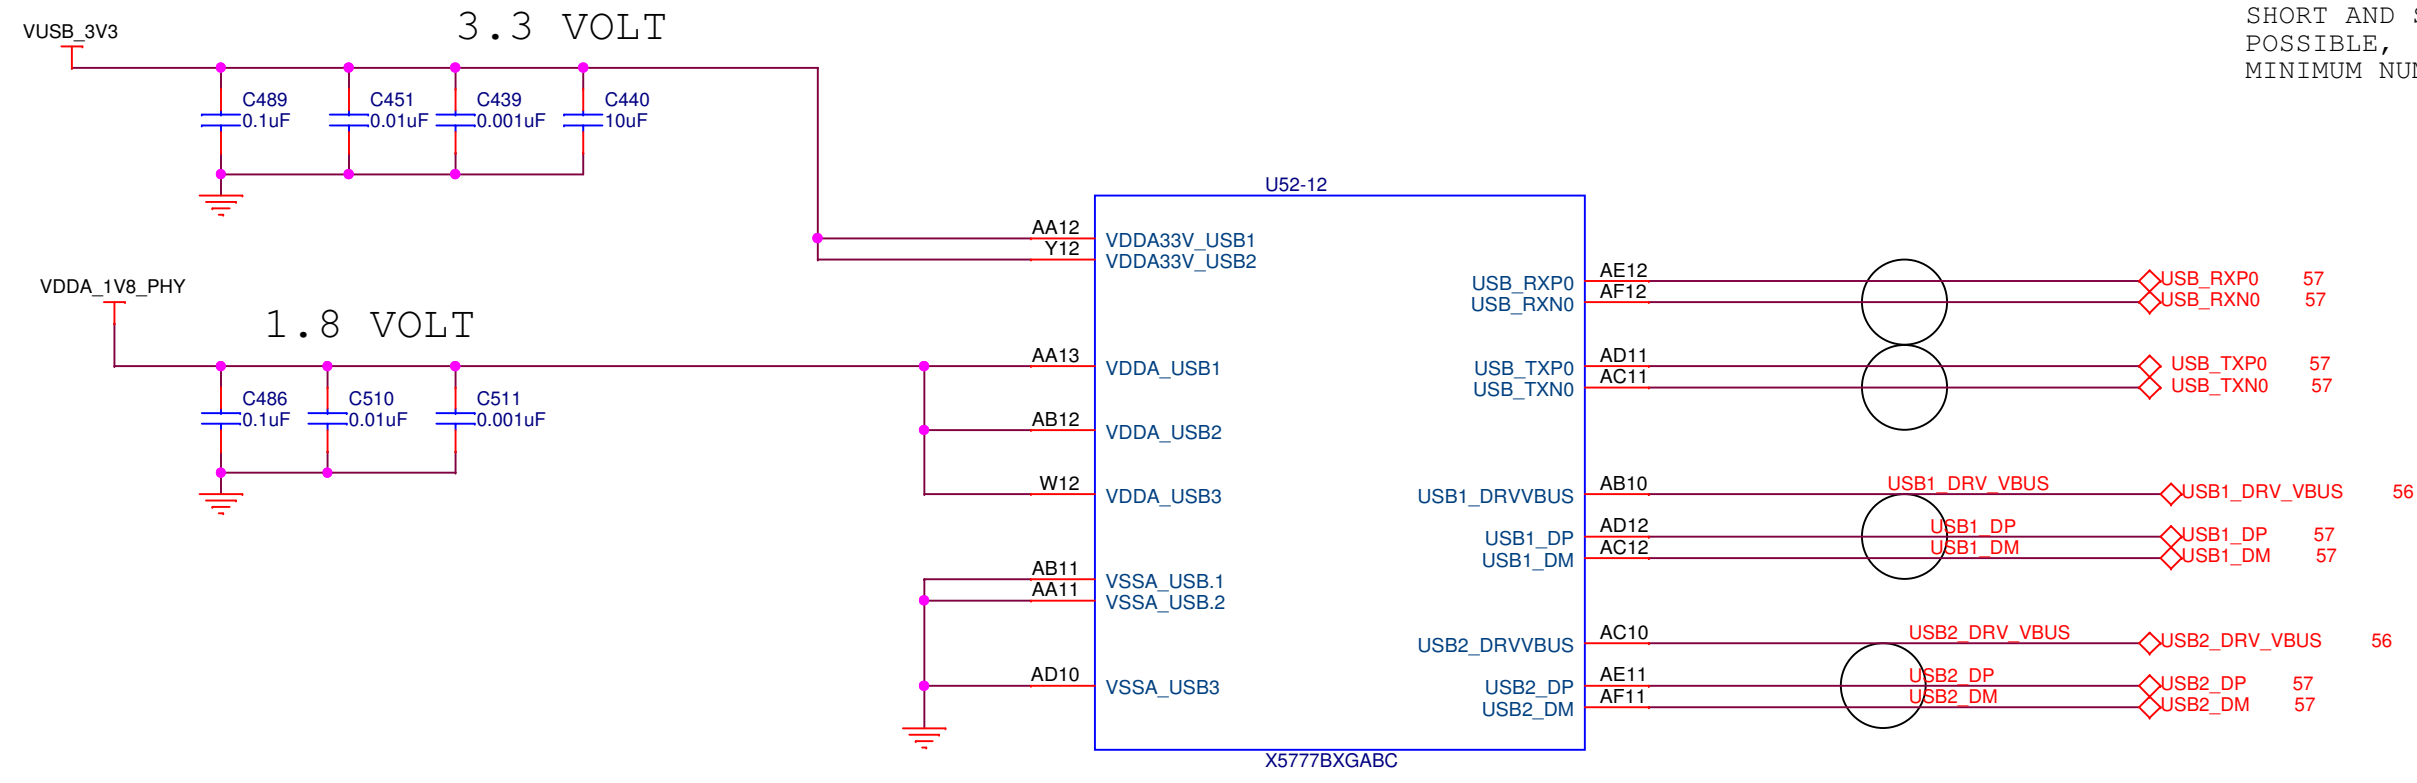 3.3 VOLT
VUSB_3V3
SHORT AND
POSSIBLE,
MINIMUM
C489
0.1uF
C451
0.01uF
C439
0.001uF
C440
10uF
U52-12
AA12 VDDA33V_USB1
Y12 VDDA33V_USB2
VDDA_1V8_PHY
1.8 VOLT
C486
0.1uF
C510
0.01uF
C511
0.001uF
AA13 VDDA_USB1
AB12 VDDA_USB2
W12 VDDA_USB3
AB11 VSSA_USB.1
AA11 VSSA_USB.2
AD10 VSSA_USB3
USB_RXP0 AE12 USB_RXP0 57
USB_RXN0 AF12 USB_RXN0 57
USB_TXP0 AD11 USB_TXP0 57
USB_TXN0 AC11 USB_TXN0 57
USB1_DRVVBUS AB10 USB1_DRV_VBUS USB1_DRV_VBUS 56
USB1_DP AD12 USB1_DP USB1_DP 57
USB1_DM AC12 USB1_DM USB1_DM 57
USB2_DRVVBUS AC10 USB2_DRV_VBUS USB2_DRV_VBUS 56
USB2_DP AE11 USB2_DP USB2_DP 57
USB2_DM AF11 USB2_DM USB2_DM 57
X5777BXGABC